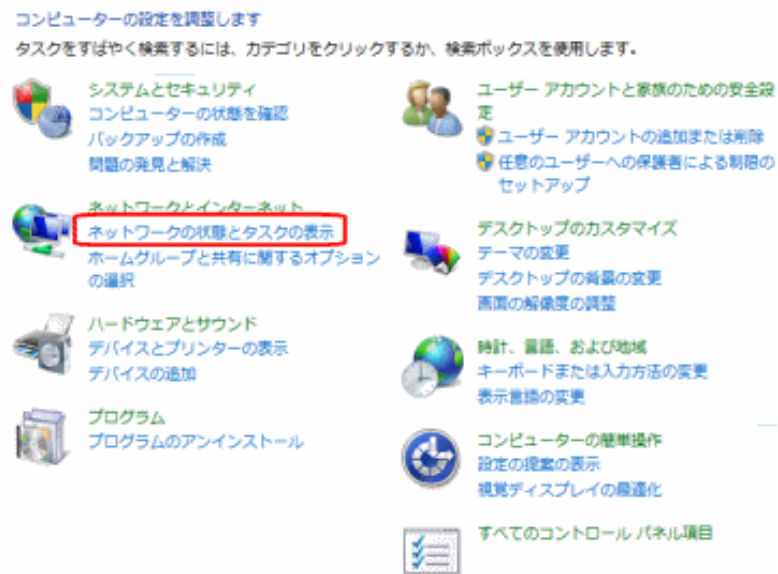 コンピューターの設定を調整します
タスクをすばやく検索するには、カテゴリをクリックするか、検索ボックスを使用します。
システムとセキュリティ
コンピューターの状態を確認
バックアップの作成
問題の発見と解決
ネットワークとインターネット
ネットワークの状態とタスクの表示
ホームグループと共有に関するオプション
の選択
ハードウェアとサウンド
デバイスとプリンターの表示
デバイスの追加
プログラム
プログラムのアンインストール
ユーザー アカウントと家族のための安全設
定
ユーザー アカウントの追加または削除
任意のユーザーへの保護者による制限の
セットアップ
デスクトップのカスタマイズ
テーマの変更
デスクトップの背景の変更
画面の解像度の調整
時計、言語、および地域
キーボードまたは入力方法の変更
表示言語の変更
コンピューターの簡単操作
設定の提案の表示
視覚ディスプレイの最適化
すべてのコントロール パネル項目